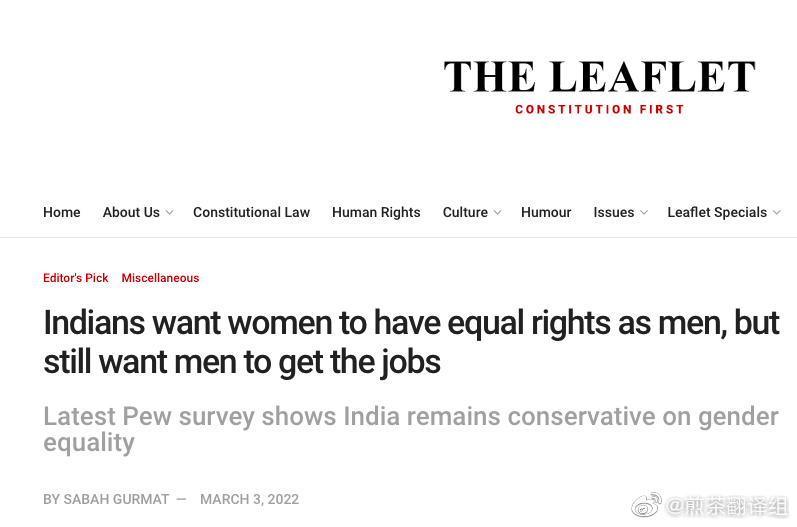 THE LEAFLET
CONSTITUTION FIRST
Home About Us Constitutional Law Human Rights Culture Humour Issues Leaflet Specials
Editor's Pick Miscellaneous
Indians want women to have equal rights as men, but
still want men to get the jobs
Latest Pew survey shows India remains conservative on gender
equality
BY SABAH GURMAT — MARCH 3, 2022
@煎茶翻译组